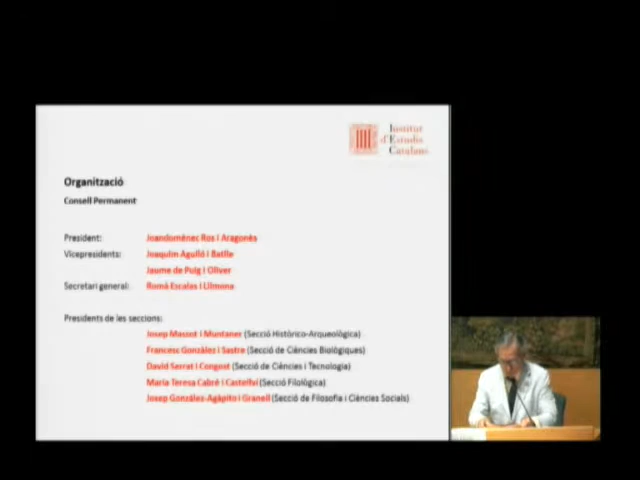 Institut
d'Estudis
Catalans
Organització
Consell Permanent
President: Joandomènec Ros i Aragonès
Vicepresidents: Joaquim Agulló i Batlle
Jaume de Puig i Oliver
Secretari general: Romà Escalas i Llimona
Presidents de les seccions:
Josep Massot i Muntaner (Secció Històrico-Arqueològica)
Francesc González i Sastre (Secció de Ciències Biològiques)
David Serrat i Congost (Secció de Ciències i Tecnologia)
Maria Teresa Cabré i Castellví (Secció Filològica)
Josep González-Agàpito i Granell (Secció de Filosofia i Ciències Socials)